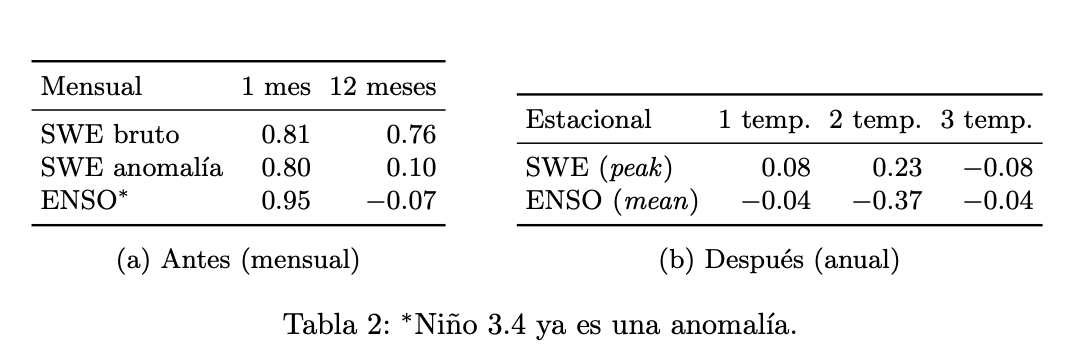 Mensual 1 mes 12 meses
SWE bruto 0.81 0.76
SWE anomalía 0.80 0.10
ENSO* 0.95 −0.07
(a) Antes (mensual)
Estacional 1 temp. 2 temp. 3 temp.
SWE (peak) 0.08 0.23 −0.08
ENSO (mean) −0.04 −0.37 −0.04
(b) Después (anual)
Tabla 2: *Niño 3.4 ya es una anomalía.